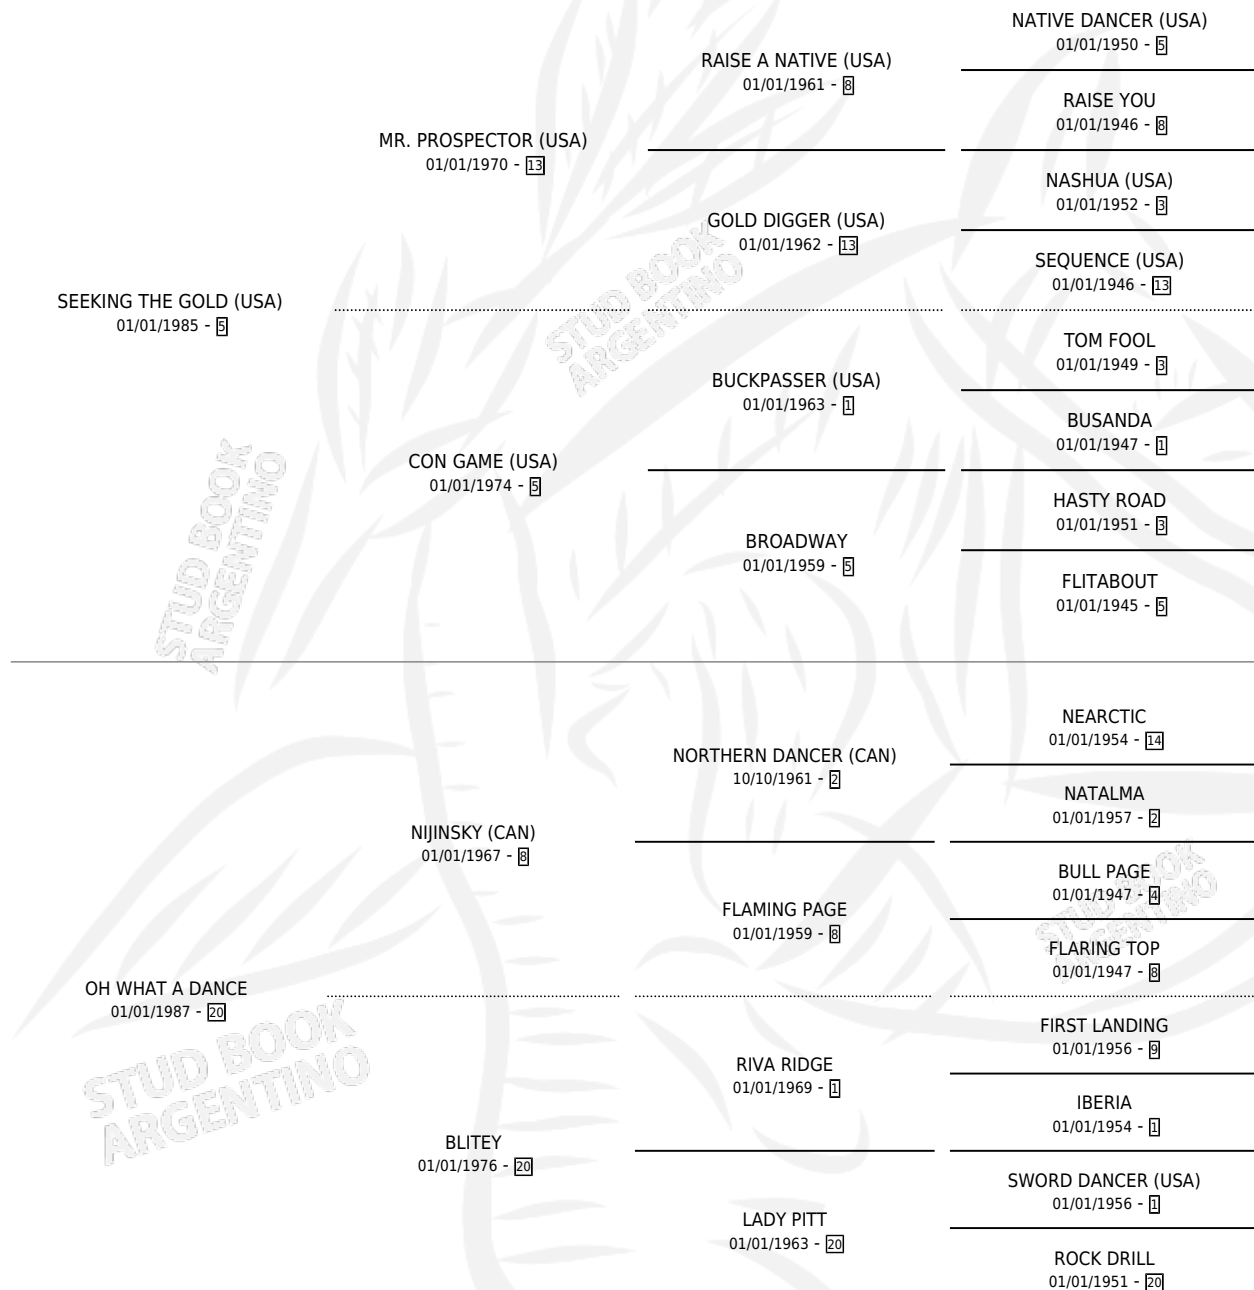 NATIVE DANCER (USA)
01/01/1950 - 5
RAISE A NATIVE (USA)
01/01/1961 - 8
RAISE YOU
01/01/1946 - 8
MR. PROSPECTOR (USA)
01/01/1970 - 13
NASHUA (USA)
01/01/1952 - 3
GOLD DIGGER (USA)
01/01/1962 - 13
SEQUENCE (USA)
01/01/1946 - 13
SEEKING THE GOLD (USA)
01/01/1985 - 5
STUD BOOK
ARGENTINO
TOM FOOL
01/01/1949 - 3
BUCKPASSER (USA)
01/01/1963 - 1
BUSANDA
01/01/1947 - 1
CON GAME (USA)
01/01/1974 - 5
HASTY ROAD
01/01/1951 - 3
BROADWAY
01/01/1959 - 5
FLITABOUT
01/01/1945 - 5
STUD BOOK
ARGENTINO
NEARCTIC
01/01/1954 - 14
NORTHERN DANCER (CAN)
10/10/1961 - 2
NATALMA
01/01/1957 - 2
NIJINSKY (CAN)
01/01/1967 - 8
BULL PAGE
01/01/1947 - 4
FLAMING PAGE
01/01/1959 - 8
FLARING TOP
01/01/1947 - 8
STUD BOOK
ARGENTINO
OH WHAT A DANCE
01/01/1987 - 20
FIRST LANDING
01/01/1956 - 9
RIVA RIDGE
01/01/1969 - 1
IBERIA
01/01/1954 - 1
STUD BOOK
ARGENTINO
BLITEY
01/01/1976 - 20
SWORD DANCER (USA)
01/01/1956 - 1
LADY PITT
01/01/1963 - 20
ROCK DRILL
01/01/1951 - 20